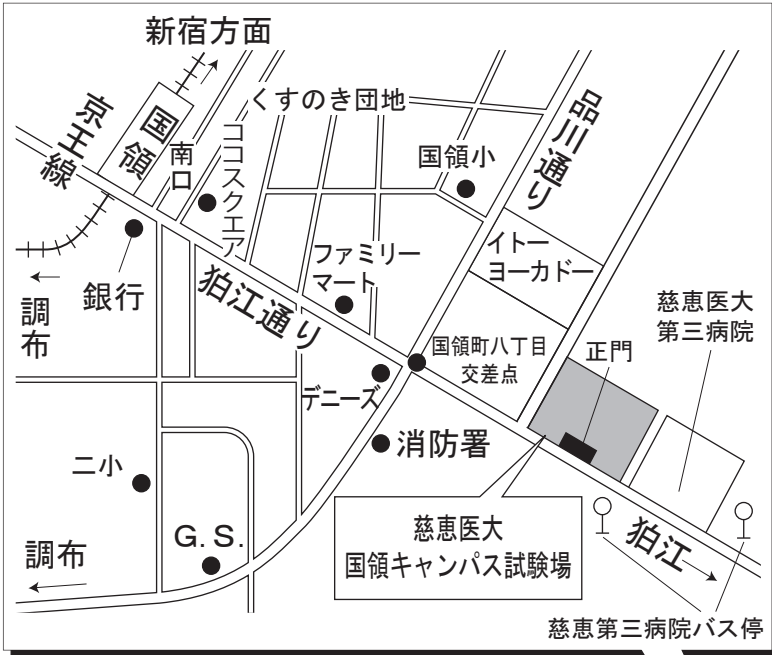 新宿方面
京王線
国領
南口
ココスクエア
くすのき団地
国領小
品川通り
イトー
ヨーカドー
ファミリー
マート
銀行
調布
狛江通り
国領町八丁目
交差点
慈恵医大
第三病院
正門
デニーズ
消防署
二小
G. S.
調布
慈恵医大
国領キャンパス試験場
狛江
慈恵第三病院バス停